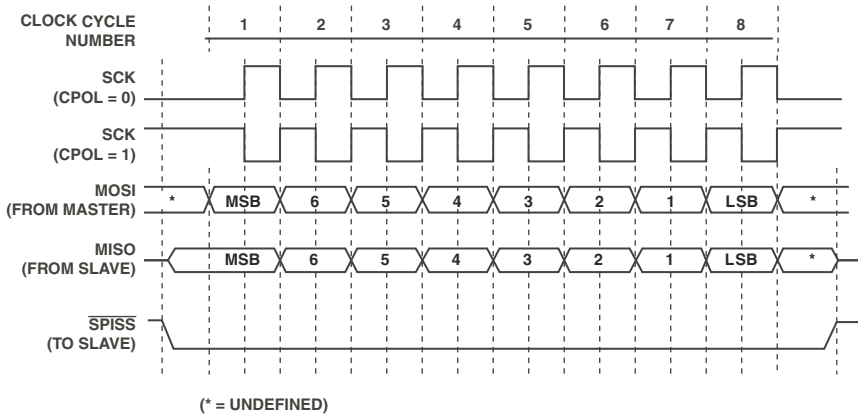 CLOCK CYCLE
NUMBER
1 2 3 4 5 6 7 8
SCK
(CPOL = 0)
SCK
(CPOL = 1)
MOSI
(FROM MASTER)
* MSB 6 5 4 3 2 1 LSB *
MISO
(FROM SLAVE)
MSB 6 5 4 3 2 1 LSB *
SPISS
(TO SLAVE)
(* = UNDEFINED)